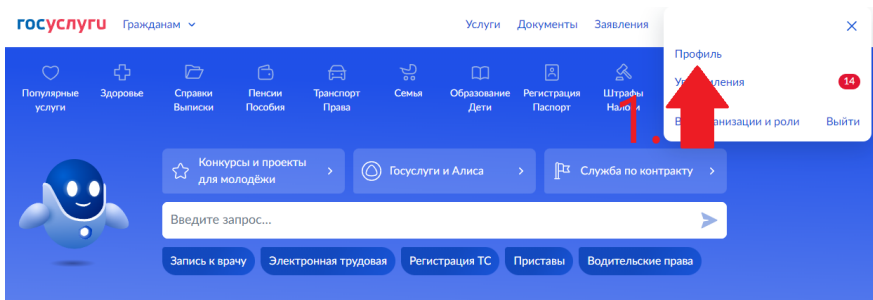 госуслуги Гражданам Услуги Документы Заявления
Профиль
14
организации и роли Выйти
Популярные услуги
Здоровье
Справки Выписки
Пенсии Пособия
Транспорт Права
Семья
Образование Дети
Регистрация Паспорт
Штрафы
1.
Конкурсы и проекты
для молодёжи
Госуслуги и Алиса
Служба по контракту
Введите запрос...
Запись к врачу Электронная трудовая Регистрация ТС Приставы Водительские права